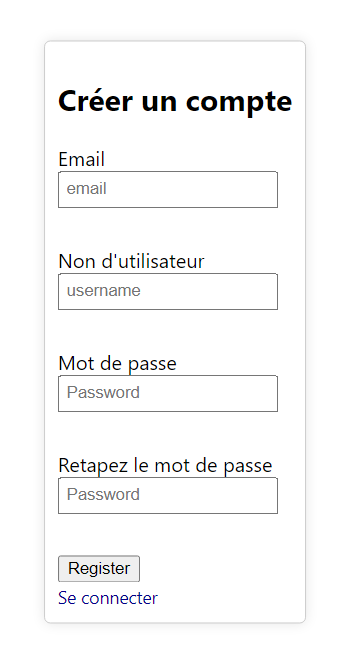 Créer un compte
Email
email
Non d'utilisateur
username
Mot de passe
Password
Retapez le mot de passe
Password
Register
Se connecter